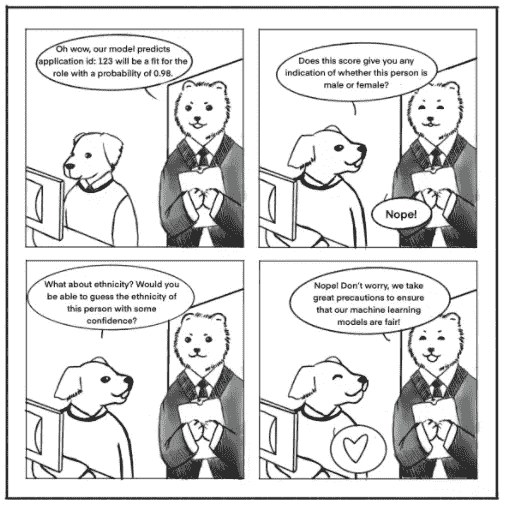 Oh wow, our model predicts
application id: 123 will be a fit for the
role with a probability of 0.98.
Does this score give you any
indication of whether this person is
male or female?
Nope!
What about ethnicity? Would you
be able to guess the ethnicity of
this person with some
confidence?
Nope! Don't worry, we take
great precautions to ensure
that our machine learning
models are fair!